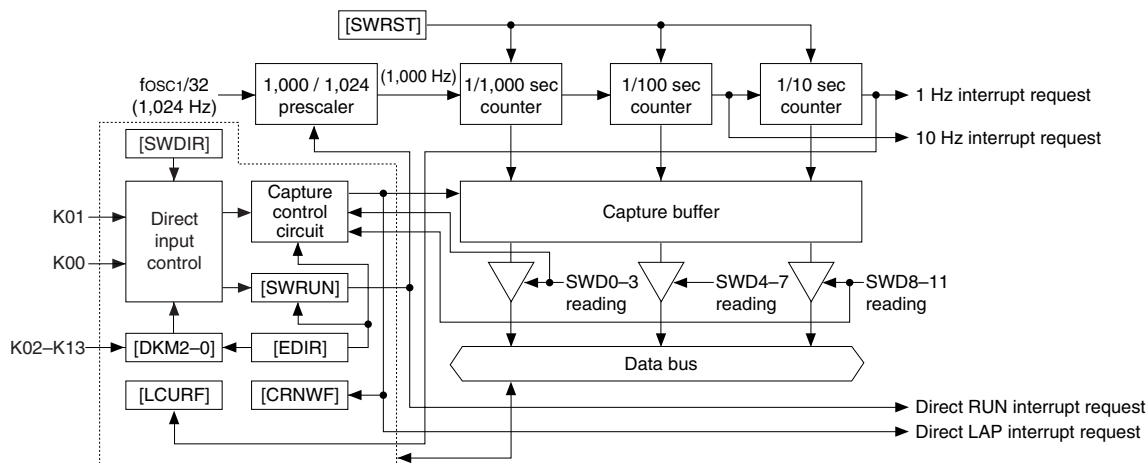 [SWRST]
fOSC1/32
(1,024 Hz)
1,000 / 1,024
prescaler
(1,000 Hz)
1/1,000 sec
counter
1/100 sec
counter
1/10 sec
counter
1 Hz interrupt request
10 Hz interrupt request
[SWDIR]
K01
K00
Direct
input
control
Capture
control
circuit
Capture buffer
[SWRUN]
SWD0–3
reading
SWD4–7
reading
SWD8–11
reading
K02–K13
[DKM2–0]
[EDIR]
Data bus
[LCURF]
[CRNWF]
Direct RUN interrupt request
Direct LAP interrupt request